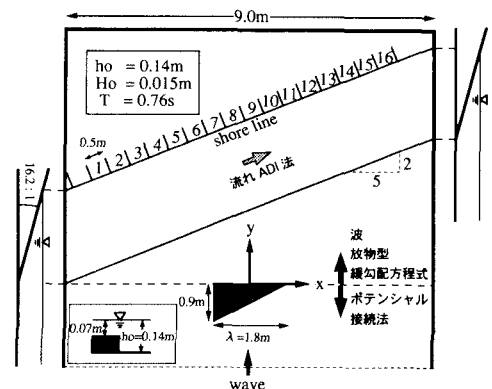 9.0m
ho = 0.14m
Ho = 0.015m
T = 0.76s
0.5m
1 2 3 4 5 6 7 8 9 10 11 12 13 14 15 16
shore line
流れ ADI 法
16.2 : 1
5
2
y
x
波
放物型
緩勾配方程式
ポテンシャル
接続法
0.9m
λ=1.8m
0.07m
ho=0.14m
wave